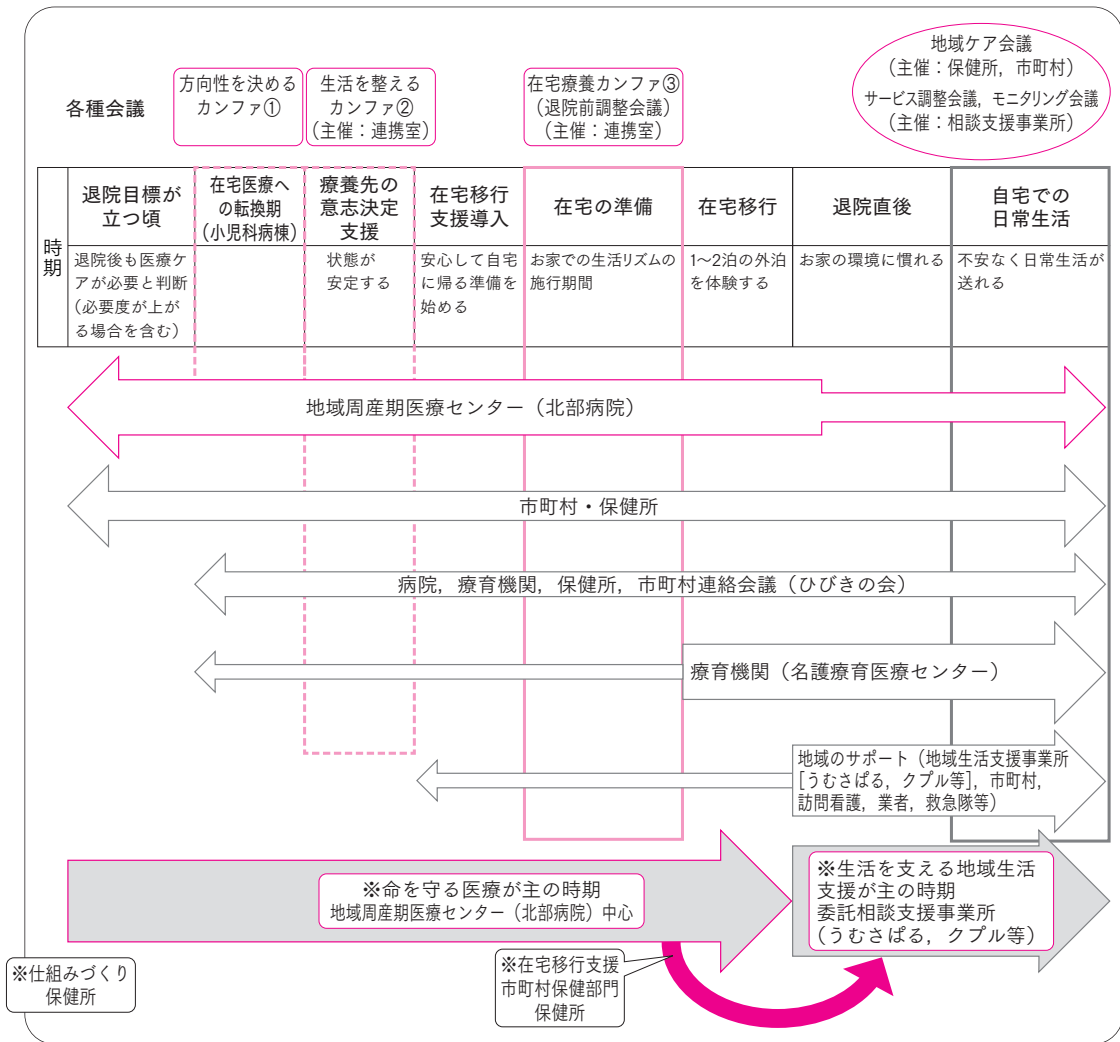 各種会議
方向性を決める
カンファ①
生活を整える
カンファ②
(主催：連携室)
在宅療養カンファ③
(退院前調整会議)
(主催：連携室)
地域ケア会議
(主催：保健所，市町村)
サービス調整会議，モニタリング会議
(主催：相談支援事業所)
時期
退院目標が
立つ頃
在宅医療へ
の転換期
(小児科病棟)
療養先の
意志決定
支援
在宅移行
支援導入
在宅の準備
在宅移行
退院直後
自宅での
日常生活
退院後も医療ケ
アが必要と判断
(必要度が上が
る場合を含む)
状態が
安定する
安心して自宅
に帰る準備を
始める
お家での生活リズムの
施行期間
1〜2泊の外泊
を体験する
お家の環境に慣れる
不安なく日常生活が
送れる
地域周産期医療センター（北部病院）
市町村・保健所
病院，療育機関，保健所，市町村連絡会議（ひびきの会）
療育機関（名護療育医療センター）
地域のサポート（地域生活支援事業所
[うむさぱる，クプル等]，市町村，
訪問看護，業者，救急隊等）
※命を守る医療が主の時期
地域周産期医療センター（北部病院）中心
※生活を支える地域生活
支援が主の時期
委託相談支援事業所
(うむさぱる，クプル等)
※仕組みづくり
保健所
※在宅移行支援
市町村保健部門
保健所